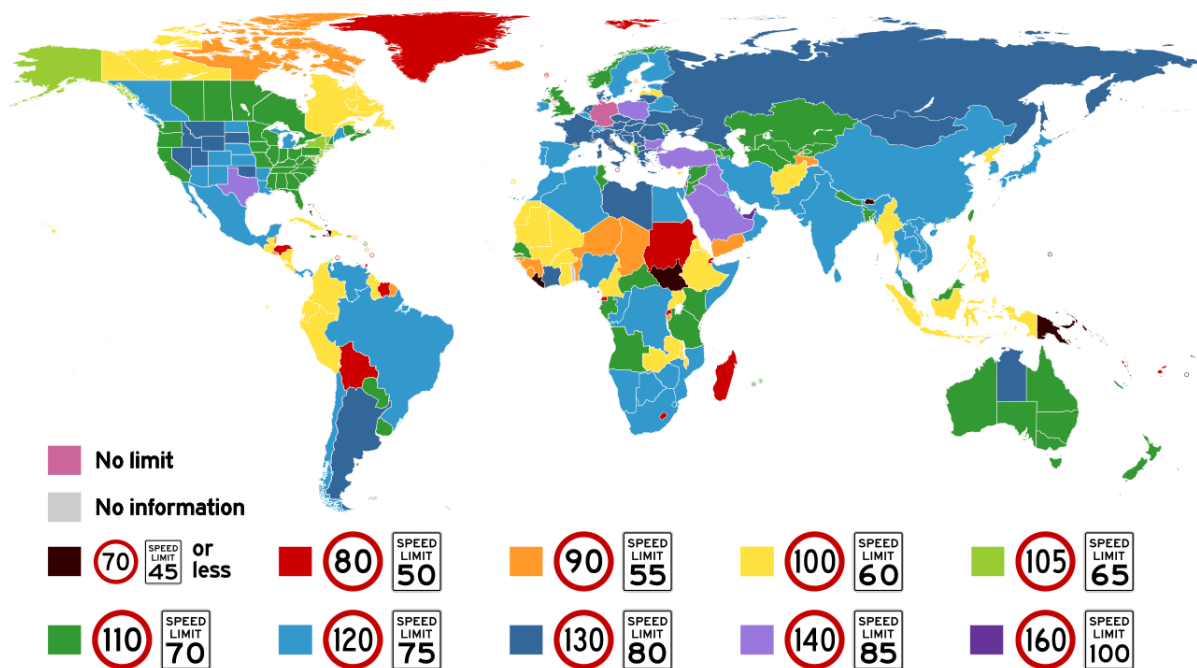 No limit
No information
70 SPEED LIMIT 45 or less
80 SPEED LIMIT 50
90 SPEED LIMIT 55
100 SPEED LIMIT 60
105 SPEED LIMIT 65
110 SPEED LIMIT 70
120 SPEED LIMIT 75
130 SPEED LIMIT 80
140 SPEED LIMIT 85
160 SPEED LIMIT 100